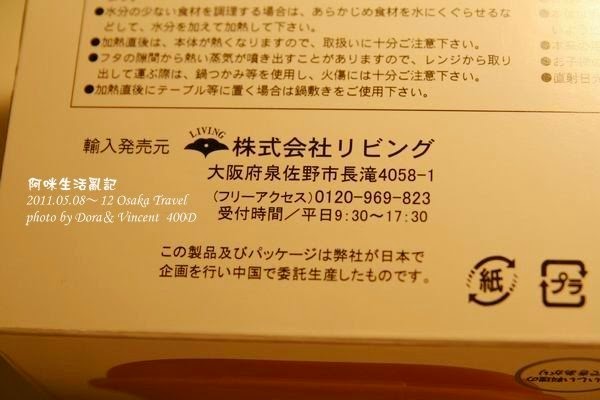 ●水分の少ない食材を調理する場合は、あらかじめ食材を水にくぐらせるな
どして、水分を加えて加熱して下さい。
●加熱直後は、本体が熱くなりますので、取扱いに十分ご注意下さい。
●フタの隙間から熱い蒸気が噴き出すことがありますので、レンジから取り
出して運ぶ際は、鍋つかみ等を使用し、火傷には十分ご注意下さい。
●加熱直後にテーブル等に置く場合は鍋敷きをご使用下さい。
輸入発売元 LIVING 株式会社リビング
大阪府泉佐野市長滝4058-1
(フリーアクセス) 0120-969-823
受付時間／平日9:30〜17:30
阿咪生活亂記
2011.05.08～12 Osaka Travel
photo by Dora & Vincent 400D
この製品及びパッケージは弊社が日本で
企画を行い中国で委託生産したものです。
紙
プラ